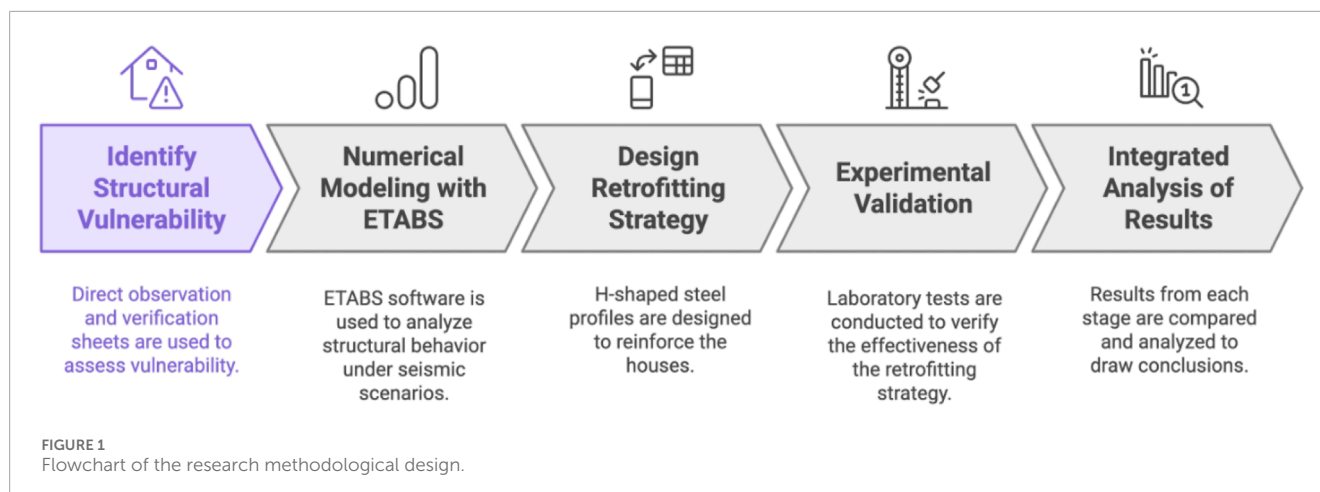 1
Identify
Structural
Vulnerability
Numerical
Modeling with
ETABS
Design
Retrofitting
Strategy
Experimental
Validation
Integrated
Analysis of
Results
Direct observation
and verification
sheets are used to
assess vulnerability.
ETABS software is
used to analyze
structural behavior
under seismic
scenarios.
H-shaped steel
profiles are designed
to reinforce the
houses.
Laboratory tests are
conducted to verify
the effectiveness of
the retrofitting
strategy.
Results from each
stage are compared
and analyzed to
draw conclusions.
FIGURE 1
Flowchart of the research methodological design.